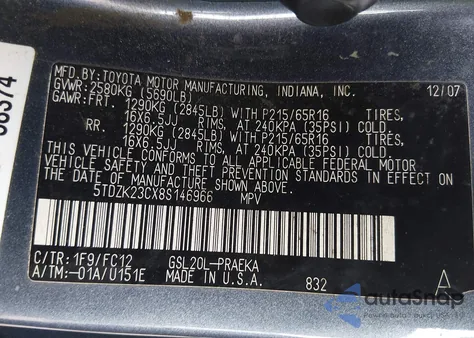 66374
MFD.BY:TOYOTA MOTOR MANUFACTURING, INDIANA, INC. 12/07
GVWR:2580KG (5690LB)
GAWR:FRT. 1290KG (2845LB) WITH P215/65R16 TIRES,
16X6.5JJ RIMS, AT 240KPA (35PSI) COLD.
RR. 1290KG (2845LB) WITH P215/65R16 TIRES,
16X6.5JJ RIMS, AT 240KPA (35PSI) COLD.
THIS VEHICLE CONFORMS TO ALL APPLICABLE FEDERAL MOTOR
VEHICLE SAFETY AND THEFT PREVENTION STANDARDS IN EFFECT ON
THE DATE OF MANUFACTURE SHOWN ABOVE.
5TDZK23CX8S146966 MPV
C/TR:1F9/FC12 GSL20L-PRAEKA
A/TM:-01A/U151E MADE IN U.S.A. 832 A
autoSnap